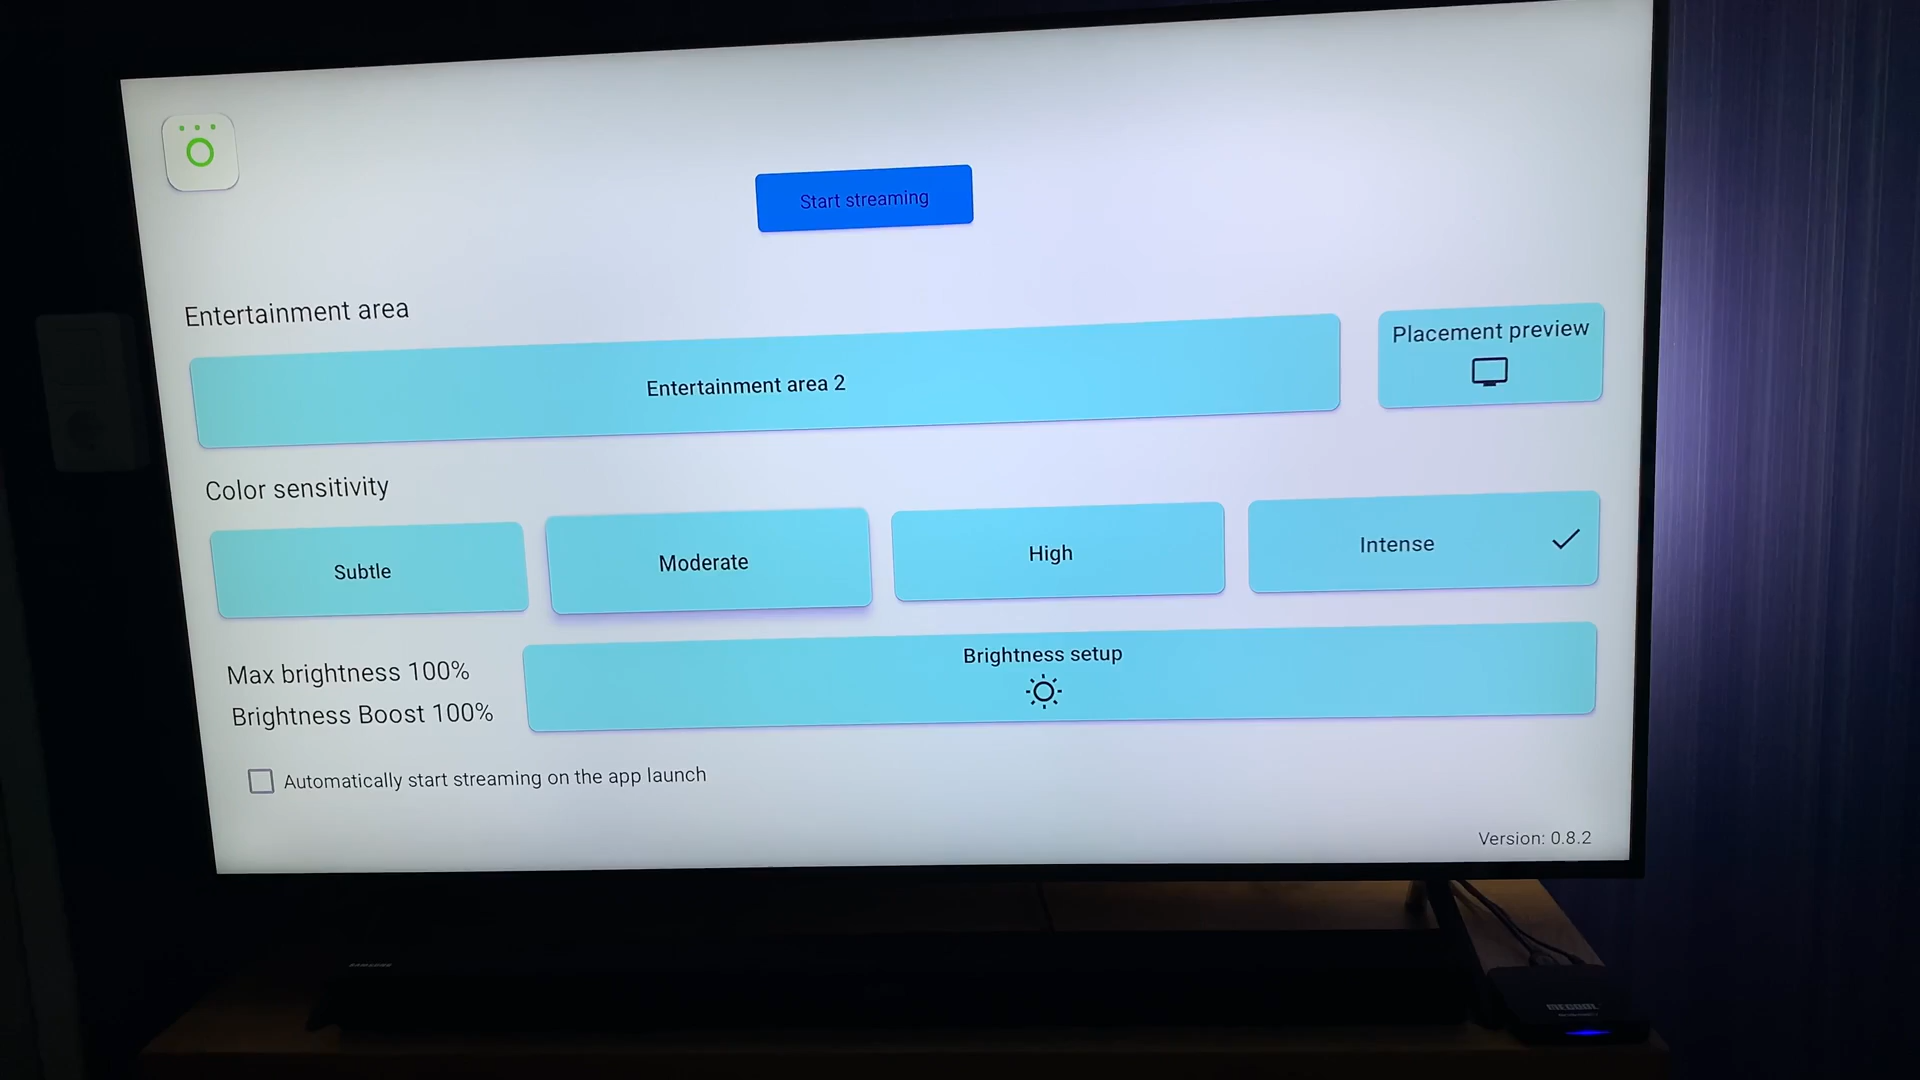 Start streaming
Entertainment area
Entertainment area 2
Placement preview
Color sensitivity
Subtle
Moderate
High
Intense
Max brightness 100%
Brightness Boost 100%
Brightness setup
Automatically start streaming on the app launch
Version: 0.8.2